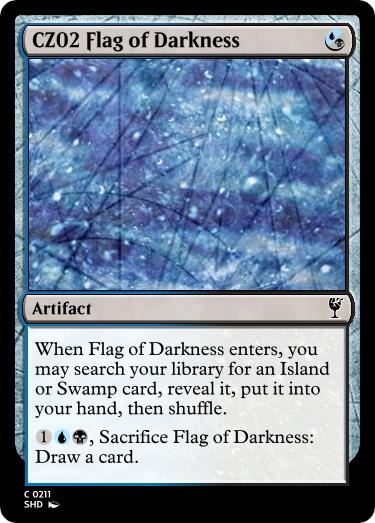 CZ02 Flag of Darkness
Artifact
When Flag of Darkness enters, you
may search your library for an Island
or Swamp card, reveal it, put it into
your hand, then shuffle.
1, Sacrifice Flag of Darkness:
Draw a card.
C 0211
SHD